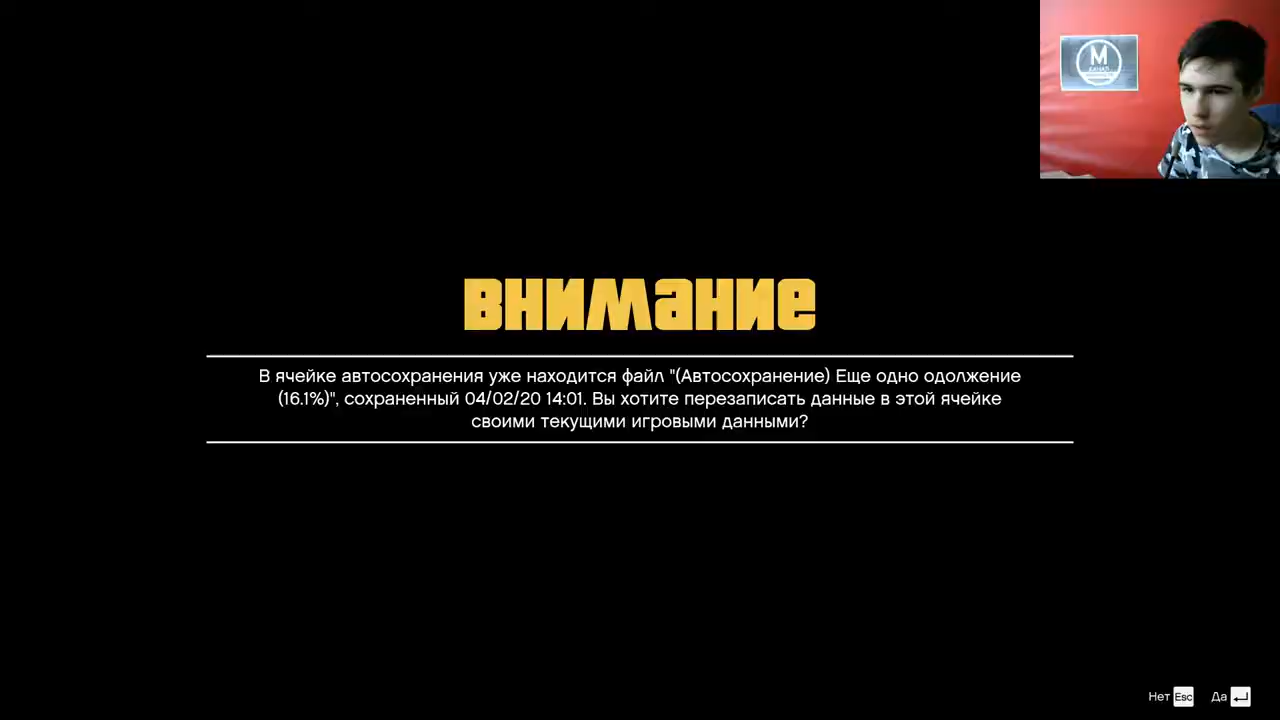 М
КАНАЛ
внимание
В ячейке автосохранения уже находится файл "(Автосохранение) Еще одно одолжение
(16.1%)", сохраненный 04/02/20 14:01. Вы хотите перезаписать данные в этой ячейке
своими текущими игровыми данными?
Нет Esc Да